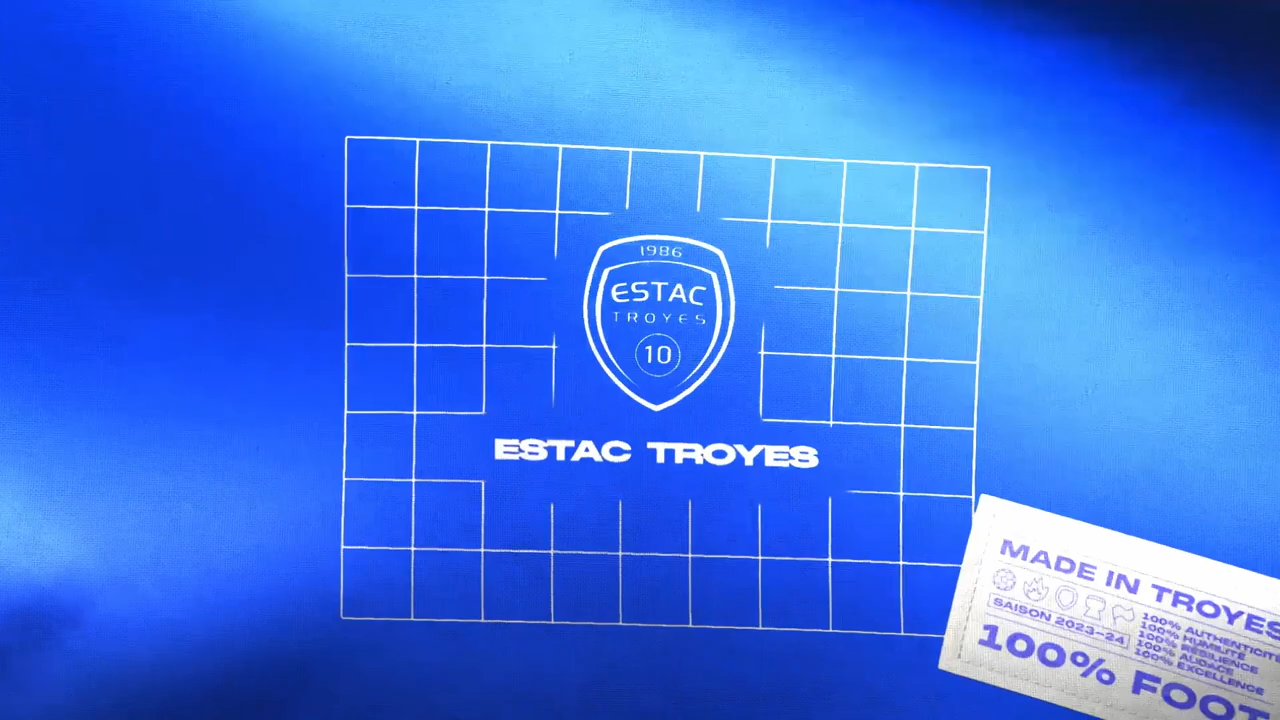 1986
ESTAC
TROYES
10
ESTAC TROYES
MADE IN TROYES
SAISON 2023-24
100% AUTHENTICITÉ
100% HUMILITÉ
100% RÉSILIENCE
100% AUDACE
100% EXCELLENCE
100% FOOT